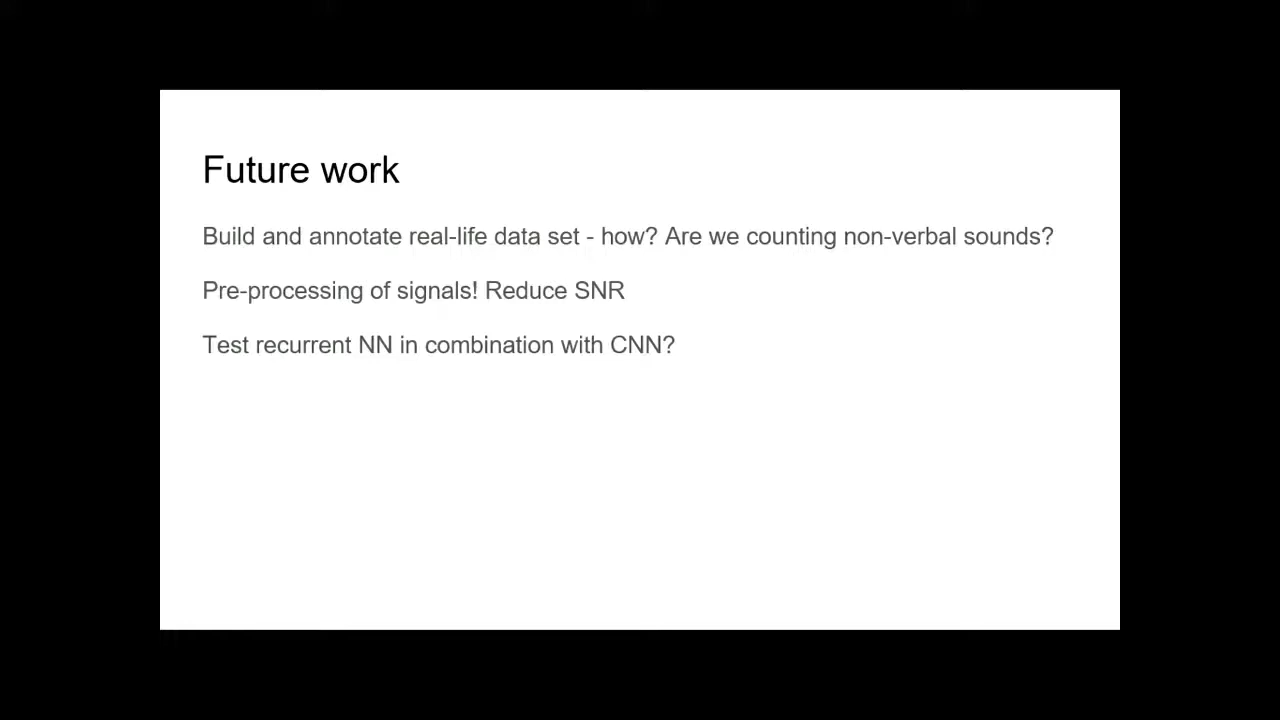 Future work
Build and annotate real-life data set - how? Are we counting non-verbal sounds?
Pre-processing of signals! Reduce SNR
Test recurrent NN in combination with CNN?